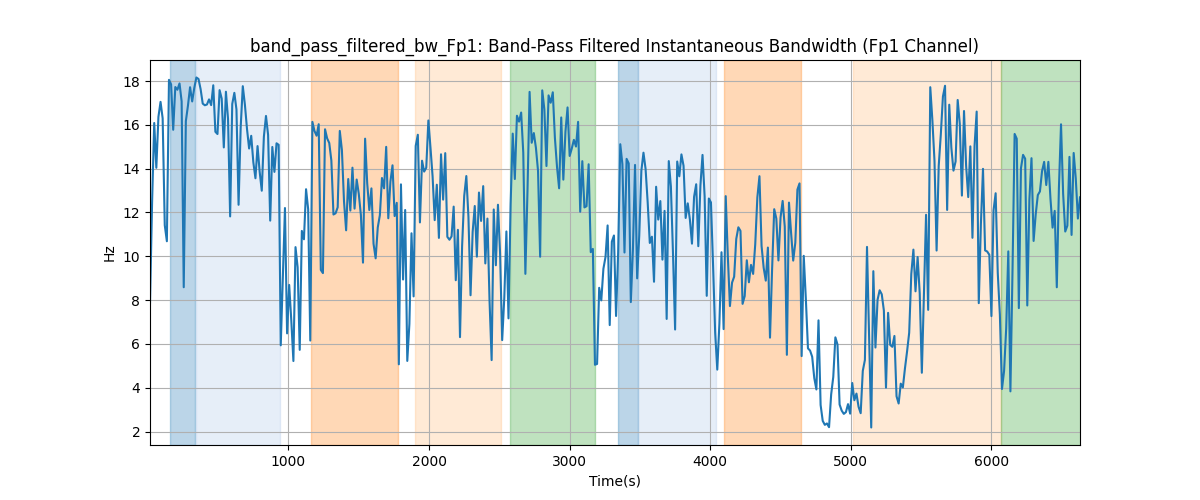 band_pass_filtered_bw_Fp1: Band-Pass Filtered Instantaneous Bandwidth (Fp1 Channel)
18
16
14
12
10
8
6
4
2
Hz
1000 2000 3000 4000 5000 6000
Time(s)